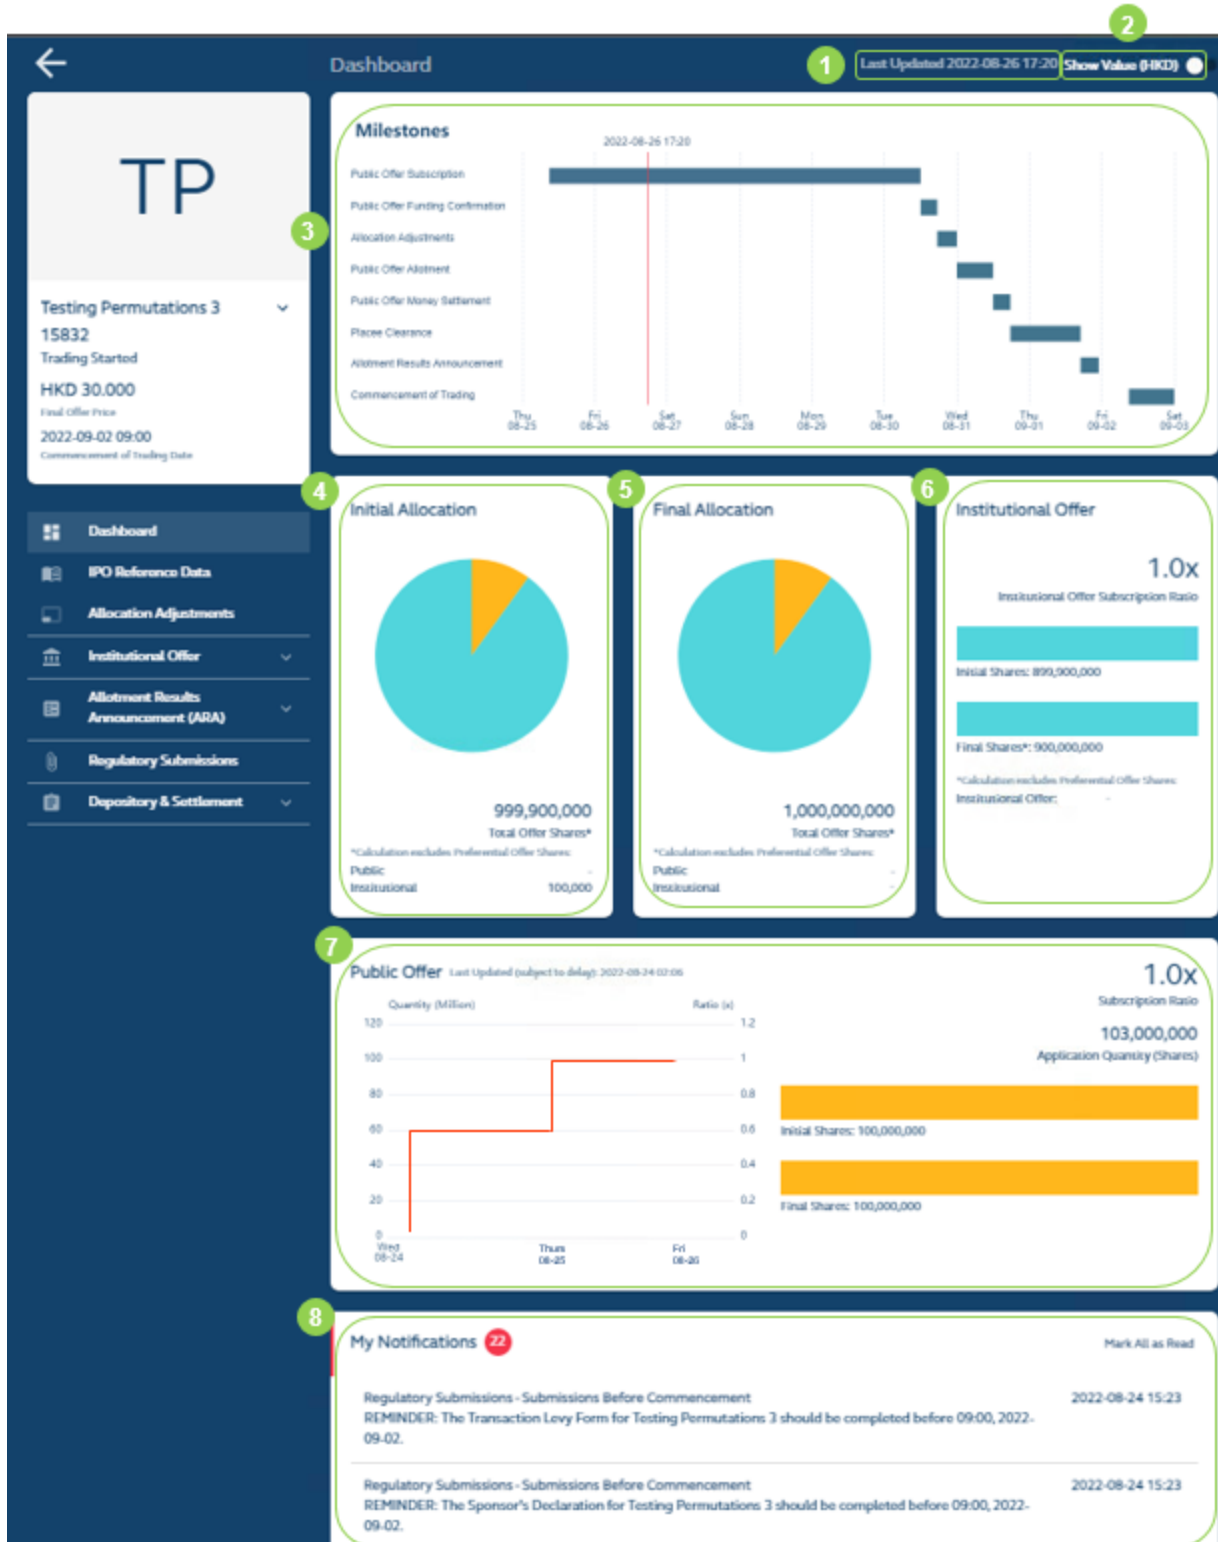 2
Dashboard
1
Last Updated 2022-08-26 17:20
Show Value (HKD)
TP
Testing Permutations 3
15832
Trading Started
HKD 30.000
Final Offer Price
2022-09-02 09:00
Commencement of Trading Date
Dashboard
IPO Reference Data
Allocation Adjustments
Institutional Offer
Allotment Results
Announcement (ARA)
Regulatory Submissions
Depository & Settlement
3
Milestones
2022-08-26 17:20
Public Offer Subscription
Public Offer Funding Confirmation
Allocation Adjustments
Public Offer Allotment
Public Offer Money Settlement
Placee Clearance
Allotment Results Announcement
Commencement of Trading
Thu
08-25
Fri
08-26
Sat
08-27
Sun
08-28
Mon
08-29
Tue
08-30
Wed
08-31
Thu
09-01
Fri
09-02
Sat
09-03
4
Initial Allocation
999,900,000
Total Offer Shares*
*Calculation excludes Preferential Offer Shares:
Public -
Institutional 100,000
5
Final Allocation
1,000,000,000
Total Offer Shares*
*Calculation excludes Preferential Offer Shares:
Public -
Institutional -
6
Institutional Offer
1.0x
Institutional Offer Subscription Ratio
Initial Shares: 899,900,000
Final Shares*: 900,000,000
*Calculation excludes Preferential Offer Shares:
Institutional Offer: -
7
Public Offer Last Updated (subject to delay): 2022-08-24 02:06
Quantity (Million) Ratio (x)
120 1.2
100 1
80 0.8
60 0.6
40 0.4
20 0.2
0 0
Wed
08-24
Thurs
08-25
Fri
08-26
1.0x
Subscription Ratio
103,000,000
Application Quantity (Shares)
Initial Shares: 100,000,000
Final Shares: 100,000,000
8
My Notifications 22
Mark All as Read
Regulatory Submissions - Submissions Before Commencement 2022-08-24 15:23
REMINDER: The Transaction Levy Form for Testing Permutations 3 should be completed before 09:00, 2022-
09-02.
Regulatory Submissions - Submissions Before Commencement 2022-08-24 15:23
REMINDER: The Sponsor's Declaration for Testing Permutations 3 should be completed before 09:00, 2022-
09-02.